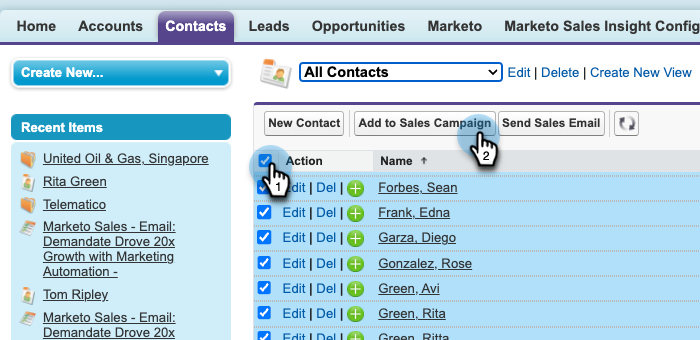 Home Accounts Contacts Leads Opportunities Marketo Marketo Sales Insight Config
Create New...
All Contacts
Edit | Delete | Create New View
Recent Items
United Oil & Gas, Singapore
Rita Green
Telematico
Marketo Sales - Email:
Demandate Drove 20x
Growth with Marketing
Automation -
Tom Ripley
Marketo Sales - Email:
Demandate Drove 20x
New Contact Add to Sales Campaign Send Sales Email
Action Name ↑
1
2
Edit | Del | Forbes, Sean
Edit | Del | Frank, Edna
Edit | Del | Garza, Diego
Edit | Del | Gonzalez, Rose
Edit | Del | Green, Avi
Edit | Del | Green, Rita
Edit | Del | Green, Ritta